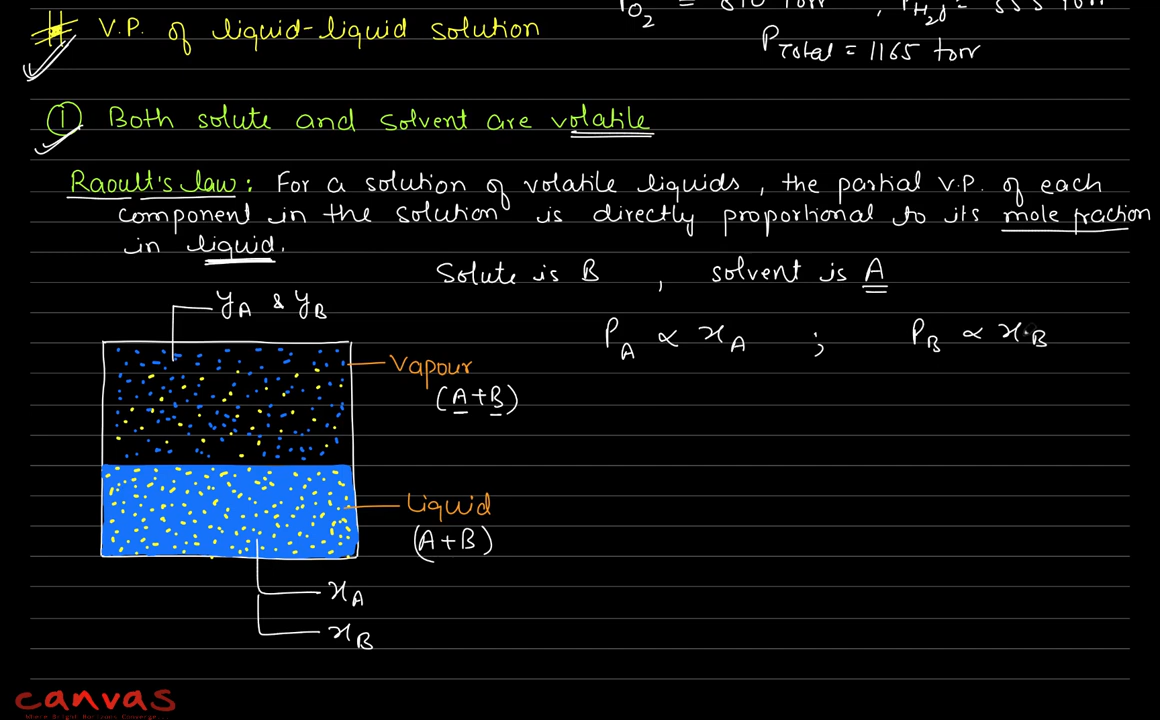 V.P. of liquid-liquid solution
P_Total = 1165 torr
① Both solute and solvent are volatile
Raoult's law: For a solution of volatile liquids, the partial V.P. of each
component in the solution is directly proportional to its mole fraction
in liquid.
Solute is B , solvent is A
y_A & y_B
P_A ∝ x_A ; P_B ∝ x_B
Vapour
(A+B)
Liquid
(A+B)
x_A
x_B
canvas